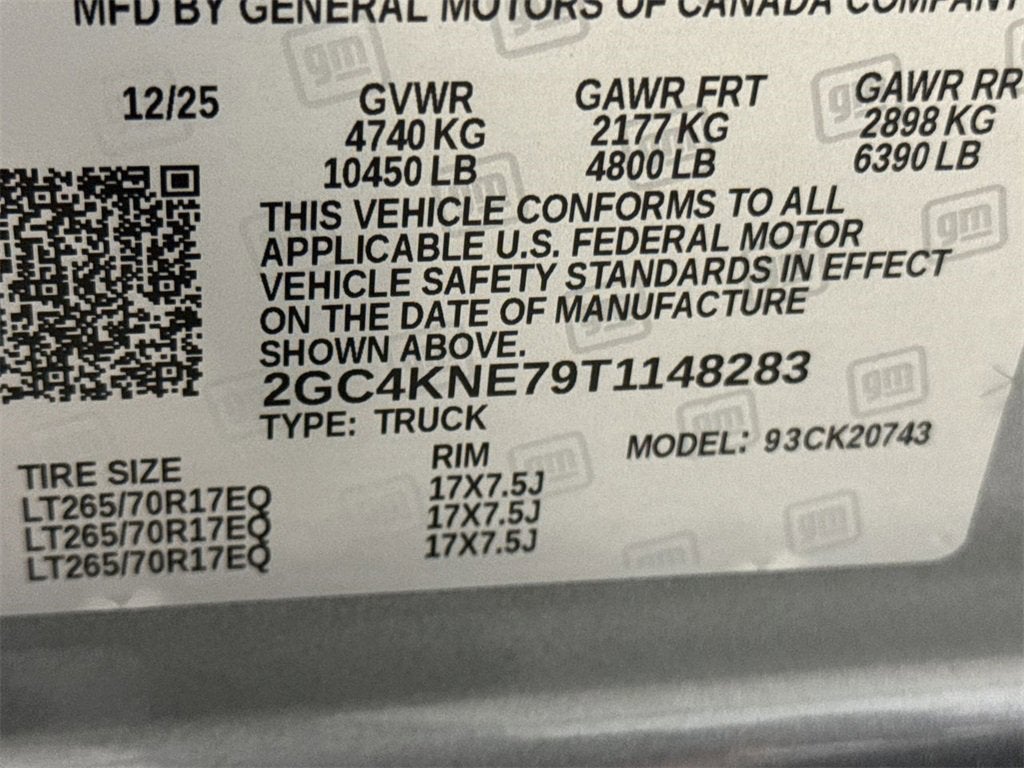 MFD BY GENERAL MOTORS OF CANADA COMPANY
12/25 GVWR GAWR FRT GAWR RR
4740 KG 2177 KG 2898 KG
10450 LB 4800 LB 6390 LB
THIS VEHICLE CONFORMS TO ALL
APPLICABLE U.S. FEDERAL MOTOR
VEHICLE SAFETY STANDARDS IN EFFECT
ON THE DATE OF MANUFACTURE
SHOWN ABOVE.
2GC4KNE79T1148283
TYPE: TRUCK MODEL: 93CK20743
TIRE SIZE RIM
LT265/70R17EQ 17X7.5J
LT265/70R17EQ 17X7.5J
LT265/70R17EQ 17X7.5J